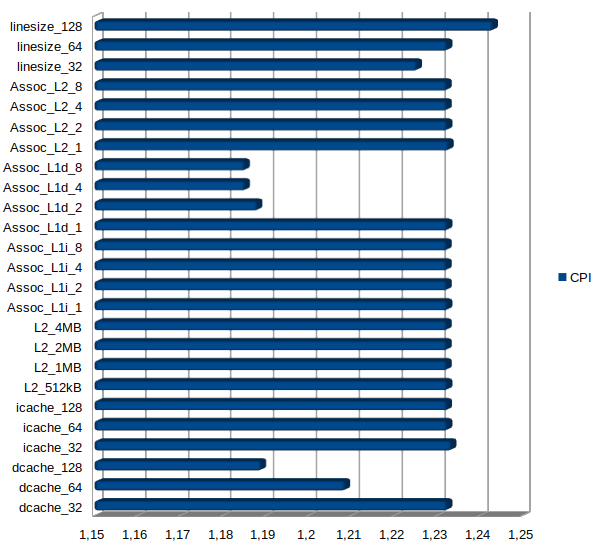 linesize_128
linesize_64
linesize_32
Assoc_L2_8
Assoc_L2_4
Assoc_L2_2
Assoc_L2_1
Assoc_L1d_8
Assoc_L1d_4
Assoc_L1d_2
Assoc_L1d_1
Assoc_L1i_8
Assoc_L1i_4
Assoc_L1i_2
Assoc_L1i_1
L2_4MB
L2_2MB
L2_1MB
L2_512kB
icache_128
icache_64
icache_32
dcache_128
dcache_64
dcache_32
1,15 1,16 1,17 1,18 1,19 1,2 1,21 1,22 1,23 1,24 1,25
CPI